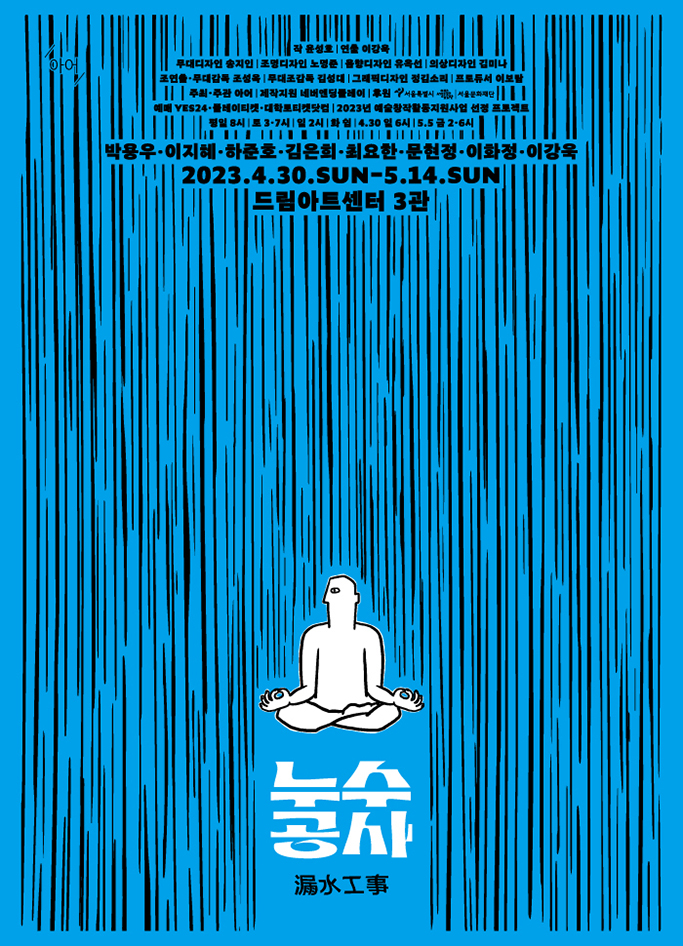 아어
작 윤성호 | 연출 이강욱
무대디자인 송지인 | 조명디자인 노명준 | 음향디자인 유옥선 | 의상디자인 김미나
조연출·무대감독 조성옥 | 무대조감독 김성대 | 그래픽디자인 정김소리 | 프로듀서 이보람
주최·주관 아어 | 제작지원 네버엔딩플레이 | 후원 서울특별시 | 서울문화재단
예매 YES24·플레이티켓·대학로티켓닷컴 | 2023년 예술창작활동지원사업 선정 프로젝트
평일 8시 | 토 3·7시 | 일 2시 | 화 쉼 | 4.30 일 6시 | 5.5 금 2·6시
박용우·이지혜·하준호·김은희·최요한·문현정·이화정·이강욱
2023.4.30.SUN-5.14.SUN
드림아트센터 3관
누수
공사
漏水工事